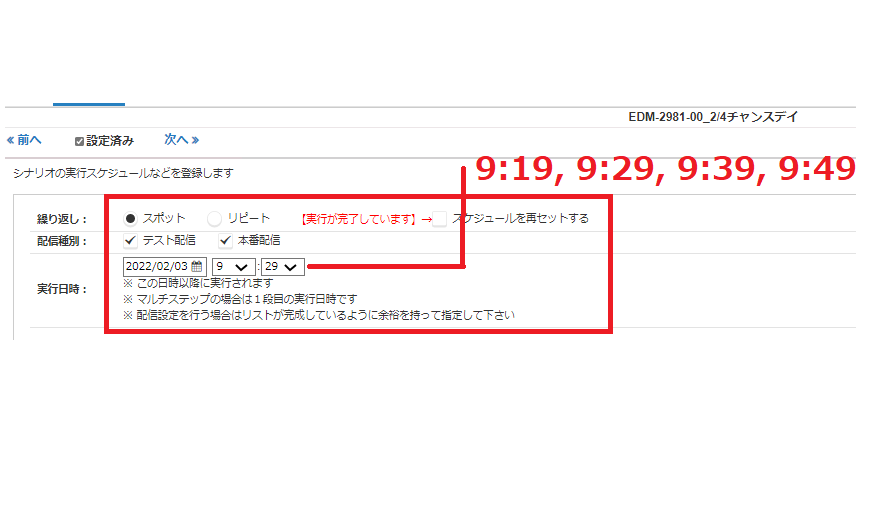 EDM-2981-00_2/4チャンスデイ
≪前へ 設定済み 次へ≫
シナリオの実行スケジュールなどを登録します
9:19, 9:29, 9:39, 9:49
繰り返し： スポット リピート 【実行が完了しています】→ スケジュールを再セットする
配信種別： テスト配信 本番配信
実行日時： 2022/02/03 9 : 29
※ この日時以降に実行されます
※ マルチステップの場合は１段目の実行日時です
※ 配信設定を行う場合はリストが完成しているように余裕を持って指定して下さい